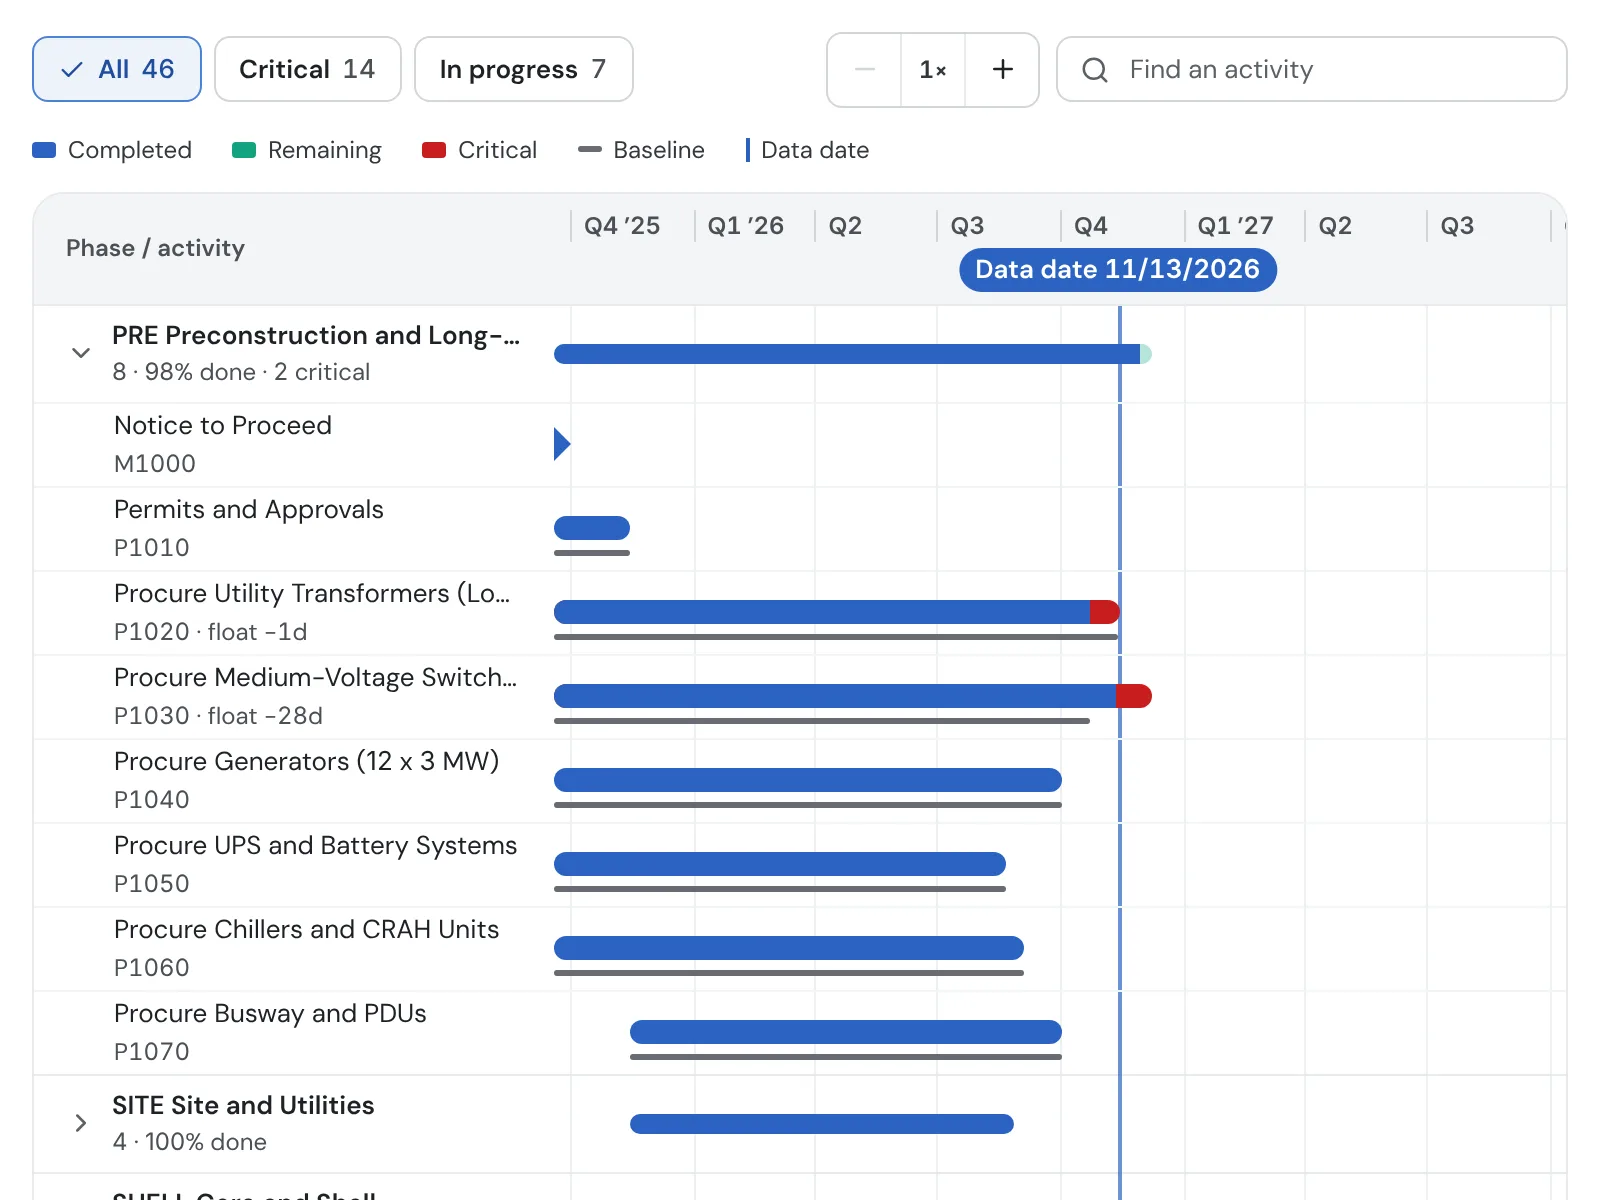 All 46
Critical 14
In progress 7
1×
Find an activity
Completed
Remaining
Critical
Baseline
Data date
Phase / activity
Q4 ’25
Q1 ’26
Q2
Q3
Q4
Q1 ’27
Q2
Q3
Data date 11/13/2026
PRE Preconstruction and Long-…
8 · 98% done · 2 critical
Notice to Proceed
M1000
Permits and Approvals
P1010
Procure Utility Transformers (Lo…
P1020 · float -1d
Procure Medium-Voltage Switch…
P1030 · float -28d
Procure Generators (12 x 3 MW)
P1040
Procure UPS and Battery Systems
P1050
Procure Chillers and CRAH Units
P1060
Procure Busway and PDUs
P1070
SITE Site and Utilities
4 · 100% done